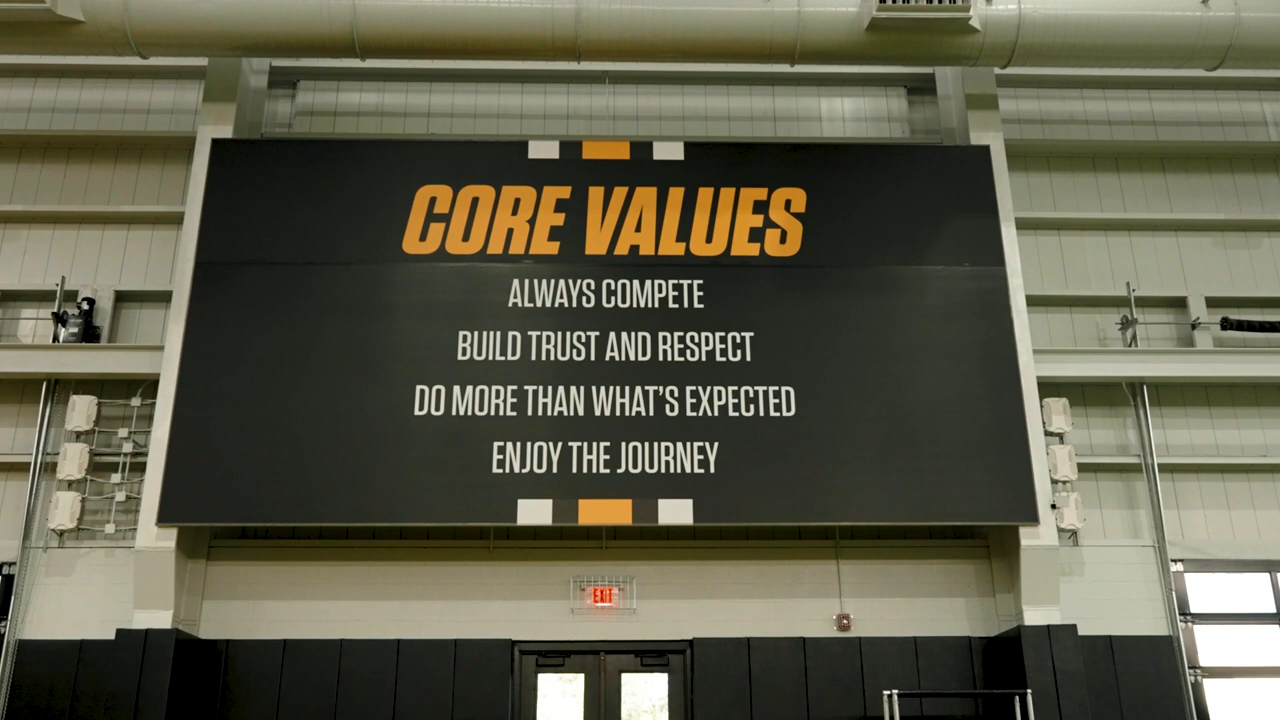 CORE VALUES
ALWAYS COMPETE
BUILD TRUST AND RESPECT
DO MORE THAN WHAT'S EXPECTED
ENJOY THE JOURNEY
EXIT